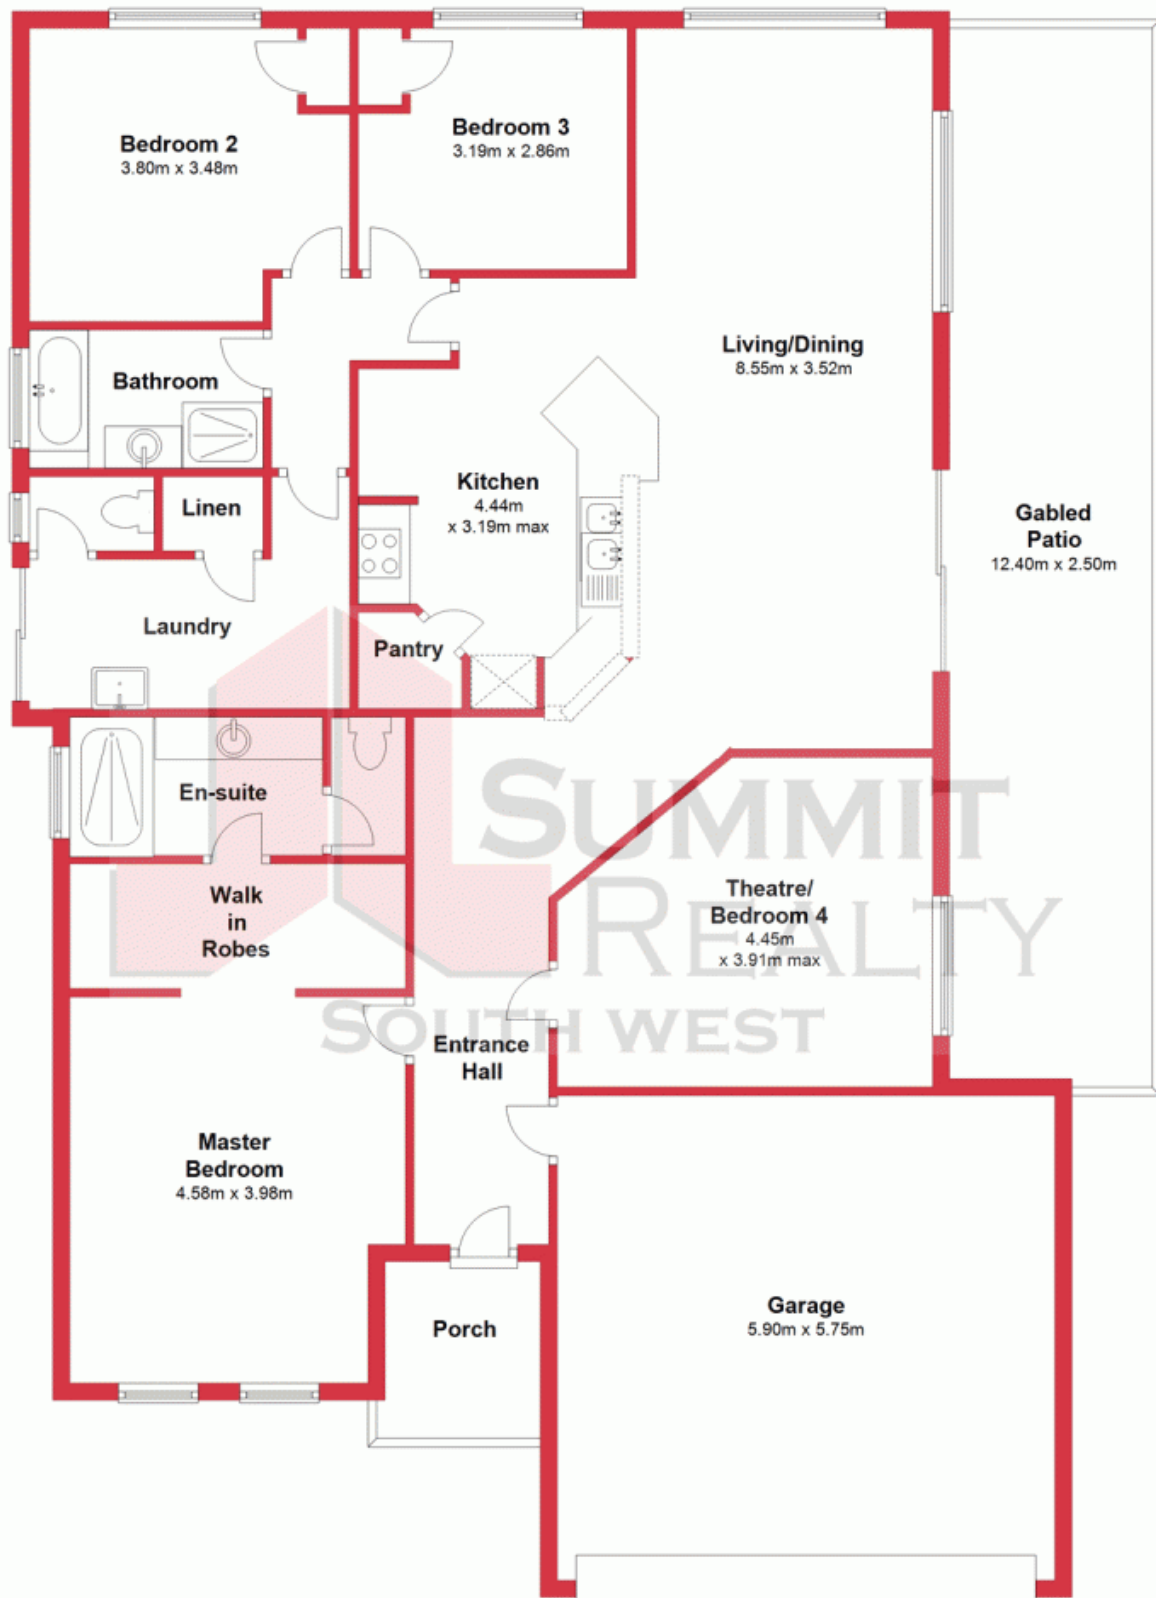 Bedroom 2
3.80m x 3.48m
Bedroom 3
3.19m x 2.86m
Living/Dining
8.55m x 3.52m
Bathroom
Kitchen
4.44m
x 3.19m max
Linen
Gabled
Patio
12.40m x 2.50m
Laundry
Pantry
En-suite
SUMMIT
REALTY
SOUTH WEST
Walk
in
Robes
Theatre/
Bedroom 4
4.45m
x 3.91m max
Entrance
Hall
Master
Bedroom
4.58m x 3.98m
Porch
Garage
5.90m x 5.75m